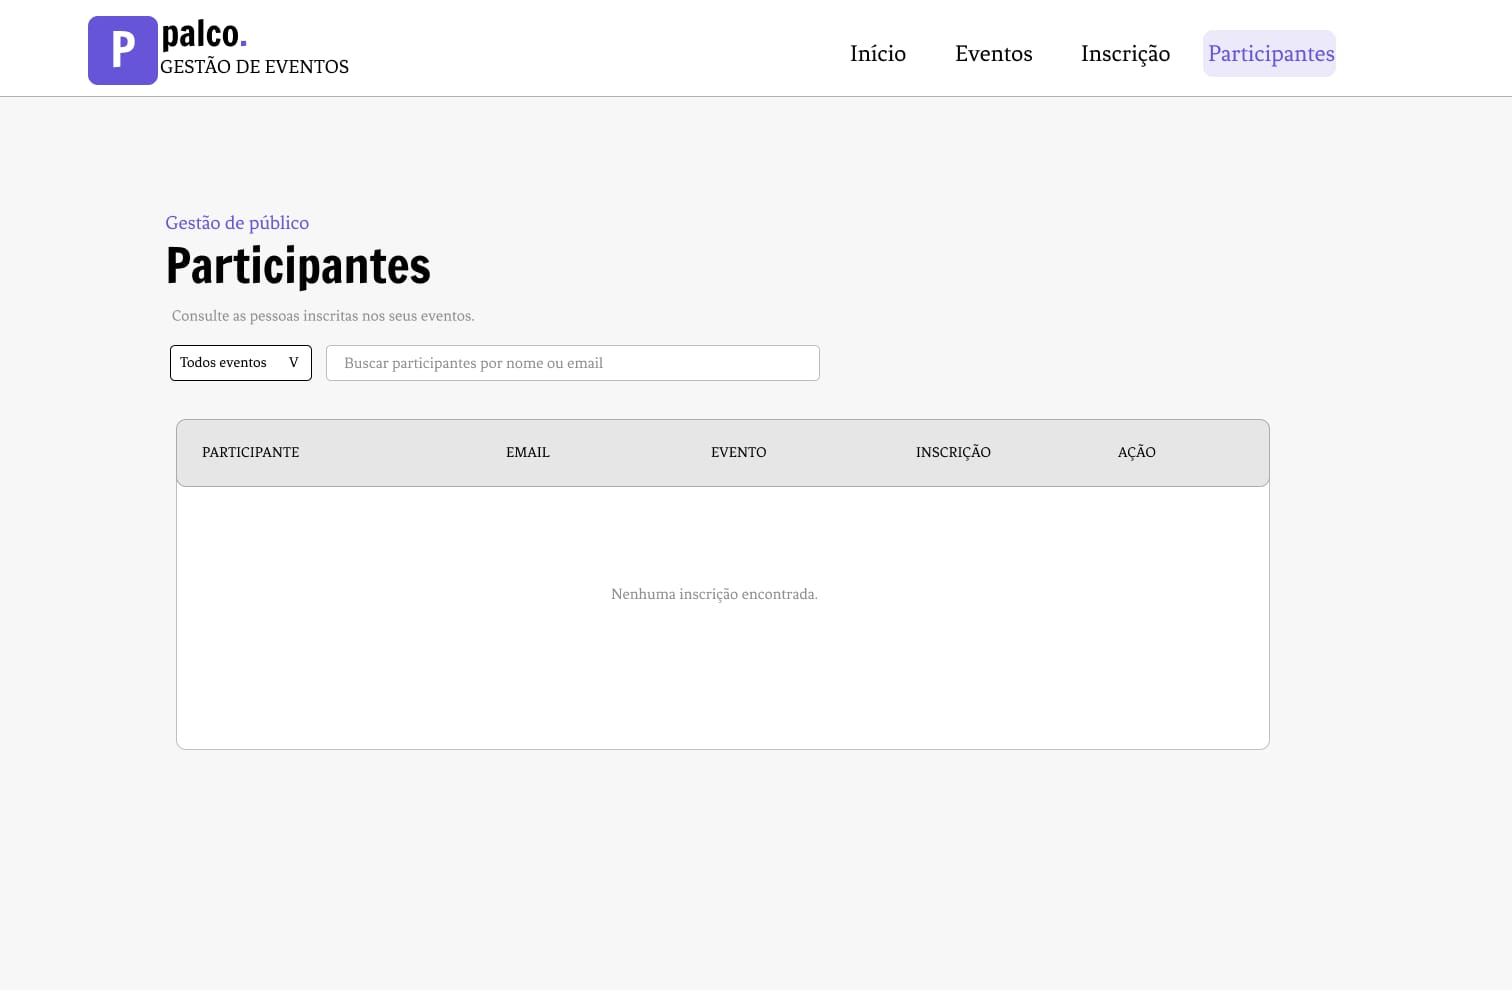 P
palco.
GESTÃO DE EVENTOS
Início
Eventos
Inscrição
Participantes
Gestão de público
Participantes
Consulte as pessoas inscritas nos seus eventos.
Todos eventos V
Buscar participantes por nome ou email
PARTICIPANTE EMAIL EVENTO INSCRIÇÃO AÇÃO
Nenhuma inscrição encontrada.